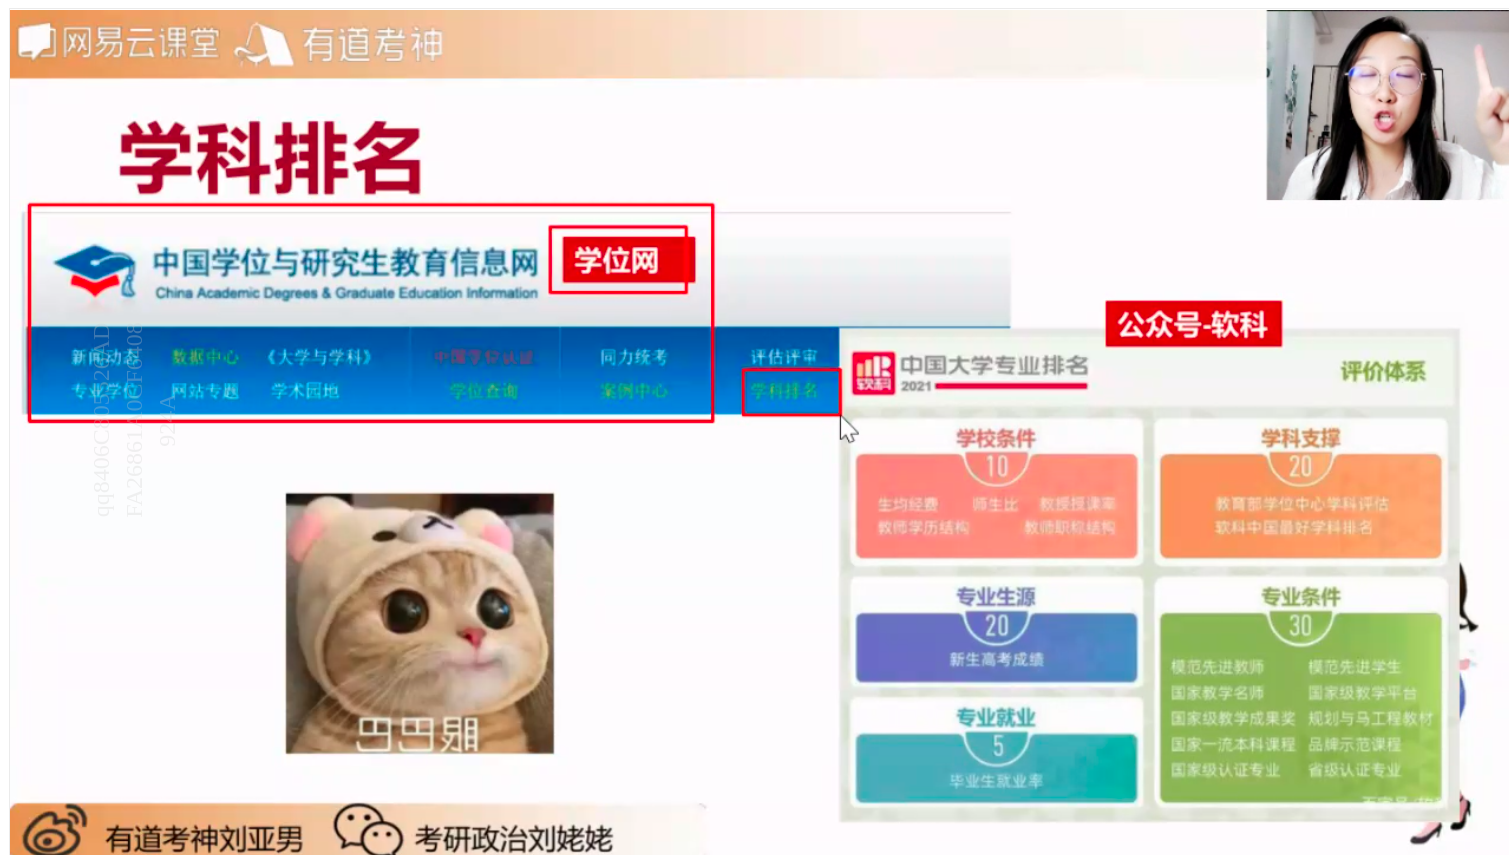 网易云课堂 有道考神
学科排名
中国学位与研究生教育信息网
学位网
China Academic Degrees & Graduate Education Information
新闻动态 数据中心 《大学与学科》 中国学位认证 同力统考 评估评审
专业学位 网站专题 学术园地 学位查询 案例中心 学科排名
公众号-软科
软科
中国大学专业排名
2021
评价体系
学校条件
10
生均经费 师生比 教授授课率
教师学历结构 教师职称结构
学科支撑
20
教育部学位中心学科评估
软科中国最好学科排名
专业生源
20
新生高考成绩
专业条件
30
模范先进教师 模范先进学生
国家教学名师 国家级教学平台
国家级教学成果奖 规划与马工程教材
国家一流本科课程 品牌示范课程
国家级认证专业 省级认证专业
专业就业
5
毕业生就业率
有道考神刘亚男 考研政治刘姥姥